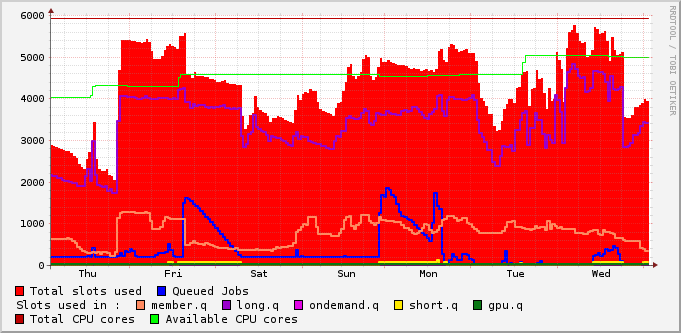 RRDTOOL / TOBI OETIKER
6000
5000
4000
3000
2000
1000
0
Thu Fri Sat Sun Mon Tue Wed
Total slots used Queued Jobs
Slots used in : member.q long.q ondemand.q short.q gpu.q
Total CPU cores Available CPU cores